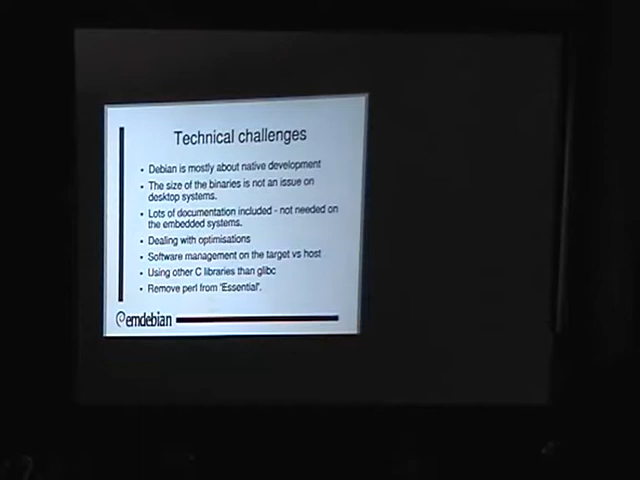 Technical challenges
• Debian is mostly about native development
• The size of the binaries is not an issue on
desktop systems.
• Lots of documentation included - not needed on
the embedded systems.
• Dealing with optimisations
• Software management on the target vs host
• Using other C libraries than glibc
• Remove perl from 'Essential'.
emdebian